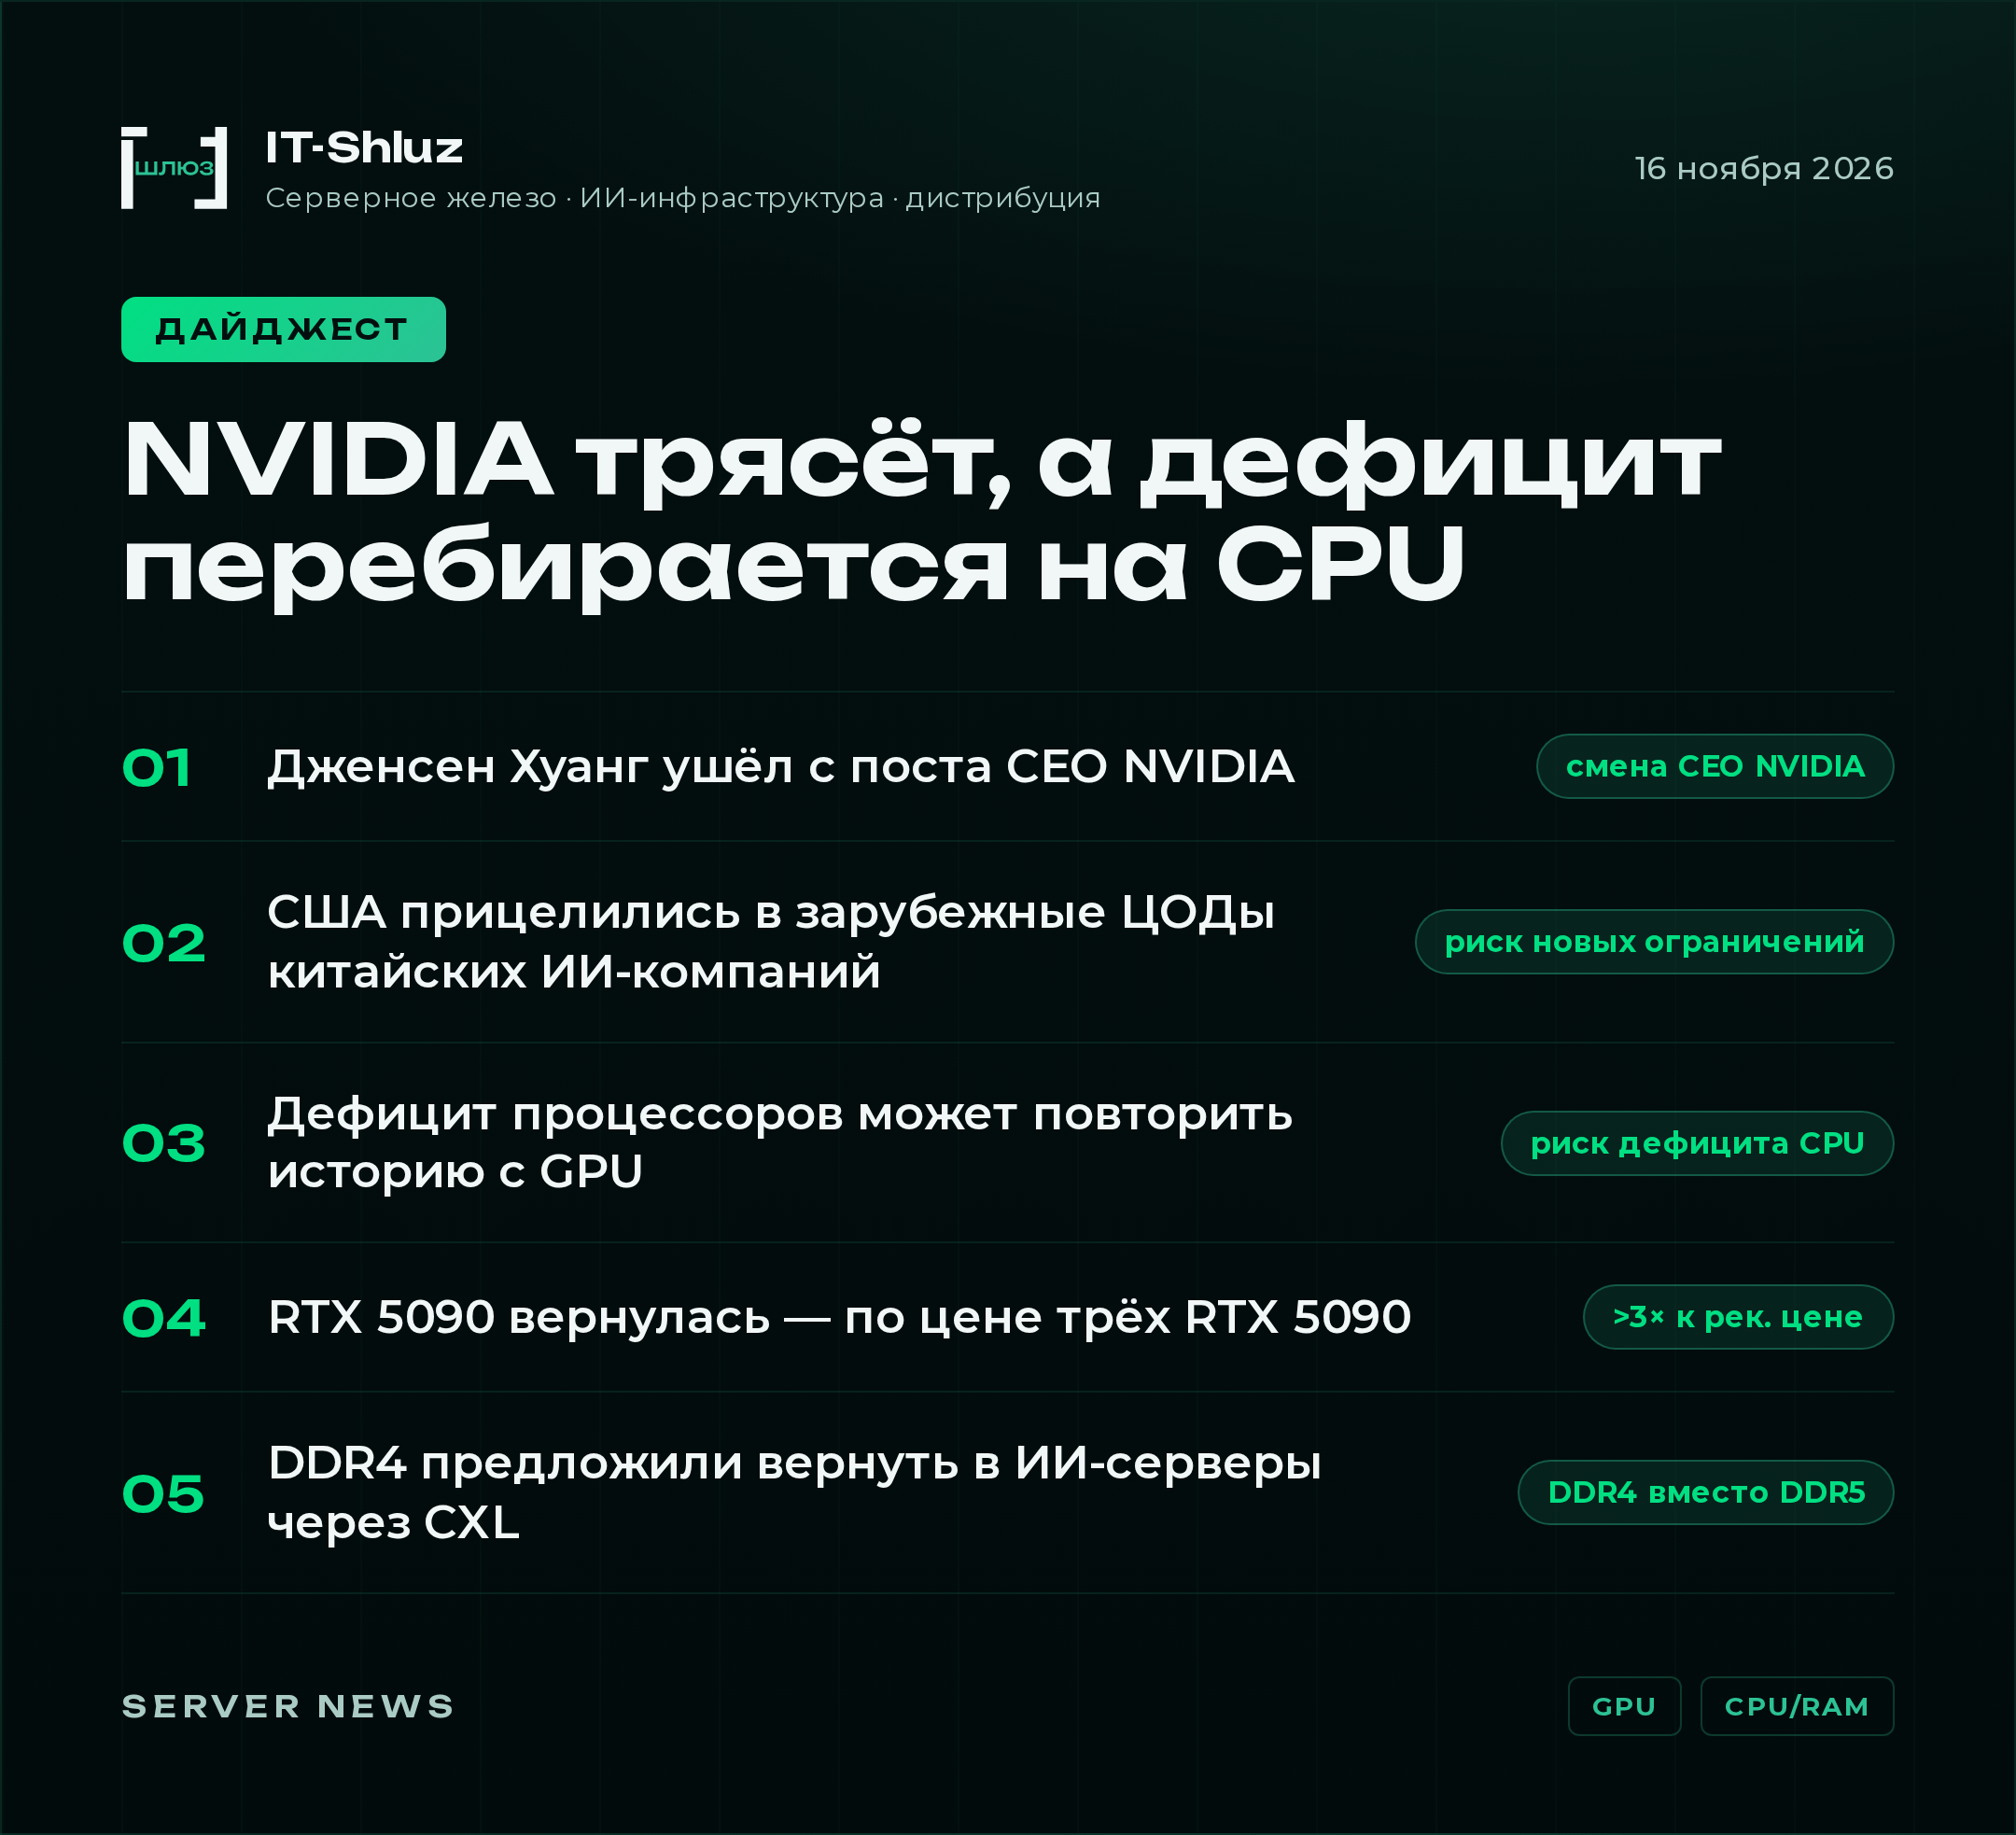 ШЛЮЗ
IT-Shluz
Серверное железо · ИИ-инфраструктура · дистрибуция
16 ноября 2026
ДАЙДЖЕСТ
NVIDIA трясёт, а дефицит
перебирается на CPU
01
Дженсен Хуанг ушёл с поста CEO NVIDIA
смена CEO NVIDIA
02
США прицелились в зарубежные ЦОДы
китайских ИИ-компаний
риск новых ограничений
03
Дефицит процессоров может повторить
историю с GPU
риск дефицита CPU
04
RTX 5090 вернулась — по цене трёх RTX 5090
>3× к рек. цене
05
DDR4 предложили вернуть в ИИ-серверы
через CXL
DDR4 вместо DDR5
SERVER NEWS
GPU
CPU/RAM